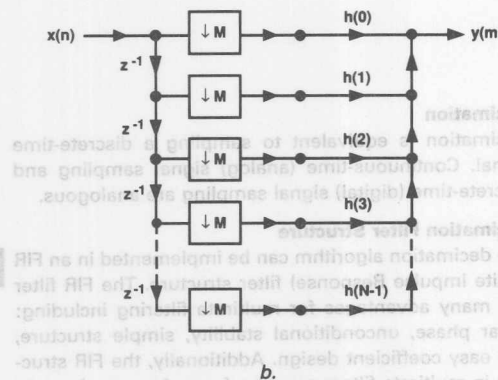 x(n) ↓ M h(0) y(m
z⁻¹
↓ M h(1)
imation
z⁻¹
imation is equivalent to sampling a discrete-time
↓ M h(2)
nal. Continuous-time (analog) signal sampling and
crete-time (digital) signal sampling are analogous.
z⁻¹
↓ M h(3)
imation Filter Structure
decimation algorithm can be implemented in an FIR
ite Impulse Response) filter structure. The FIR filter
z⁻¹
many advantages for multirate filtering including:
↓ M h(N-1)
ar phase, unconditional stability, simple structure,
easy coefficient design. Additionally, the FIR struc-
b.